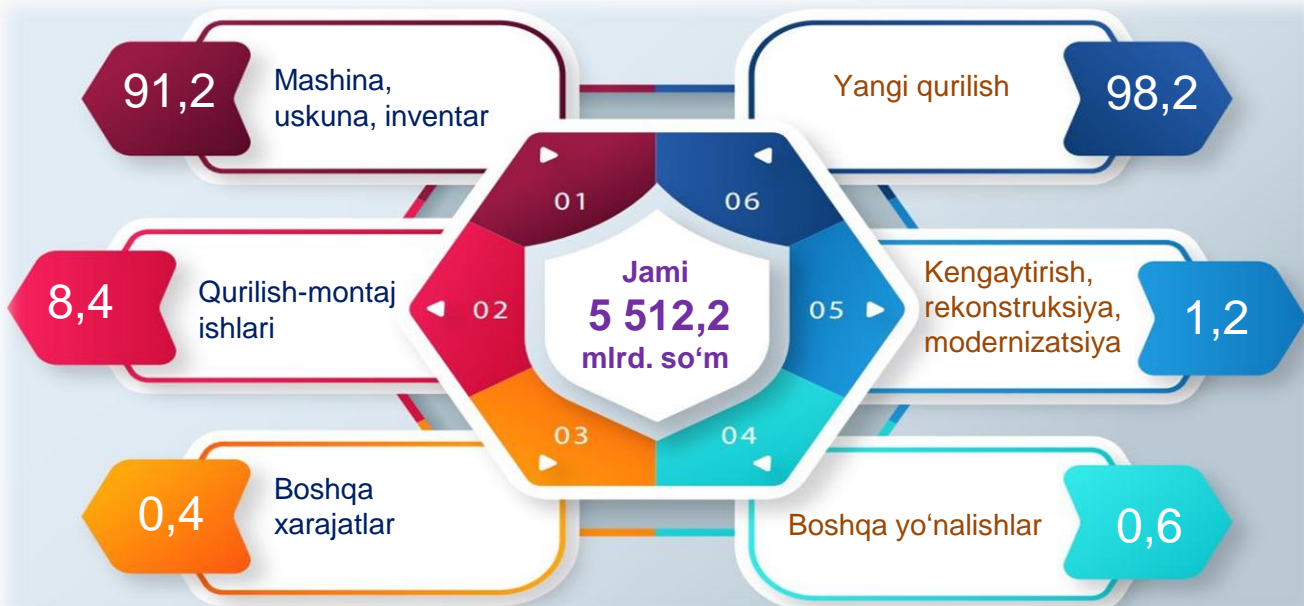 91,2
Mashina,
uskuna, inventar
Yangi qurilish
98,2
01
06
8,4
Qurilish-montaj
ishlari
02
Jami
5 512,2
mlrd. so‘m
05
Kengaytirish,
rekonstruksiya,
modernizatsiya
1,2
03
04
0,4
Boshqa
xarajatlar
Boshqa yo‘nalishlar
0,6